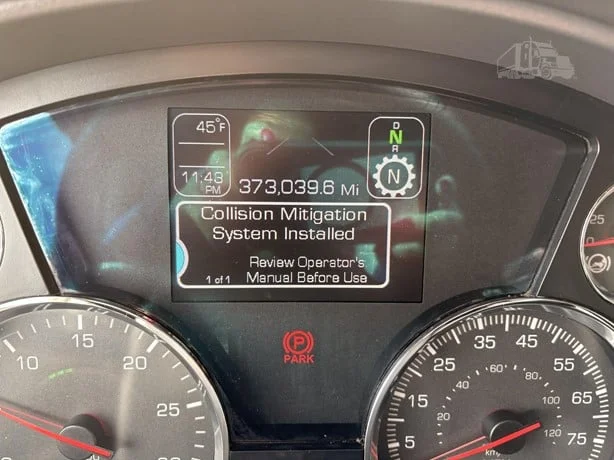 45°F
D
N
R
11:43
PM
373,039.6 Mi
N
Collision Mitigation
System Installed
Review Operator's
1 of 1 Manual Before Use
P
PARK
10 15 20 25
5 15 25 35 45 55 65 75
20 40 60 80 100 120
km/h
25
0